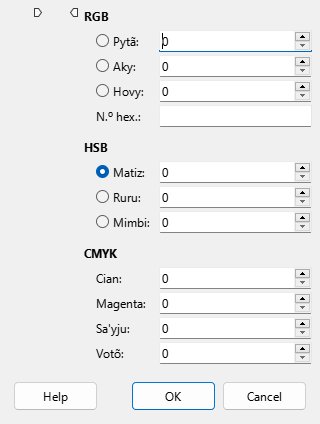 RGB
Pytã: 0
Aky: 0
Hovy: 0
N.º hex.:
HSB
Matiz: 0
Ruru: 0
Mimbi: 0
CMYK
Cian: 0
Magenta: 0
Sa'yju: 0
Votõ: 0
Help OK Cancel